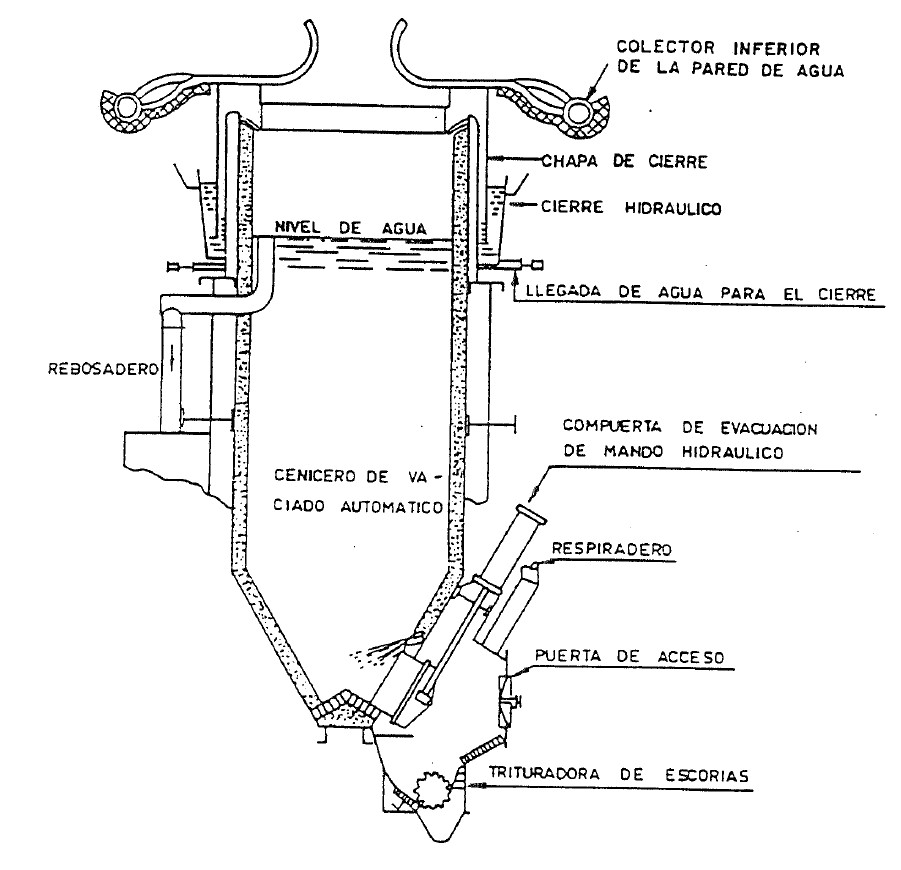 COLECTOR INFERIOR
DE LA PARED DE AGUA
CHAPA DE CIERRE
CIERRE HIDRAULICO
NIVEL DE AGUA
LLEGADA DE AGUA PARA EL CIERRE
REBOSADERO
COMPUERTA DE EVACUACION
DE MANDO HIDRAULICO
CENICERO DE VA-
CIADO AUTOMATICO
RESPIRADERO
PUERTA DE ACCESO
TRITURADORA DE ESCORIAS